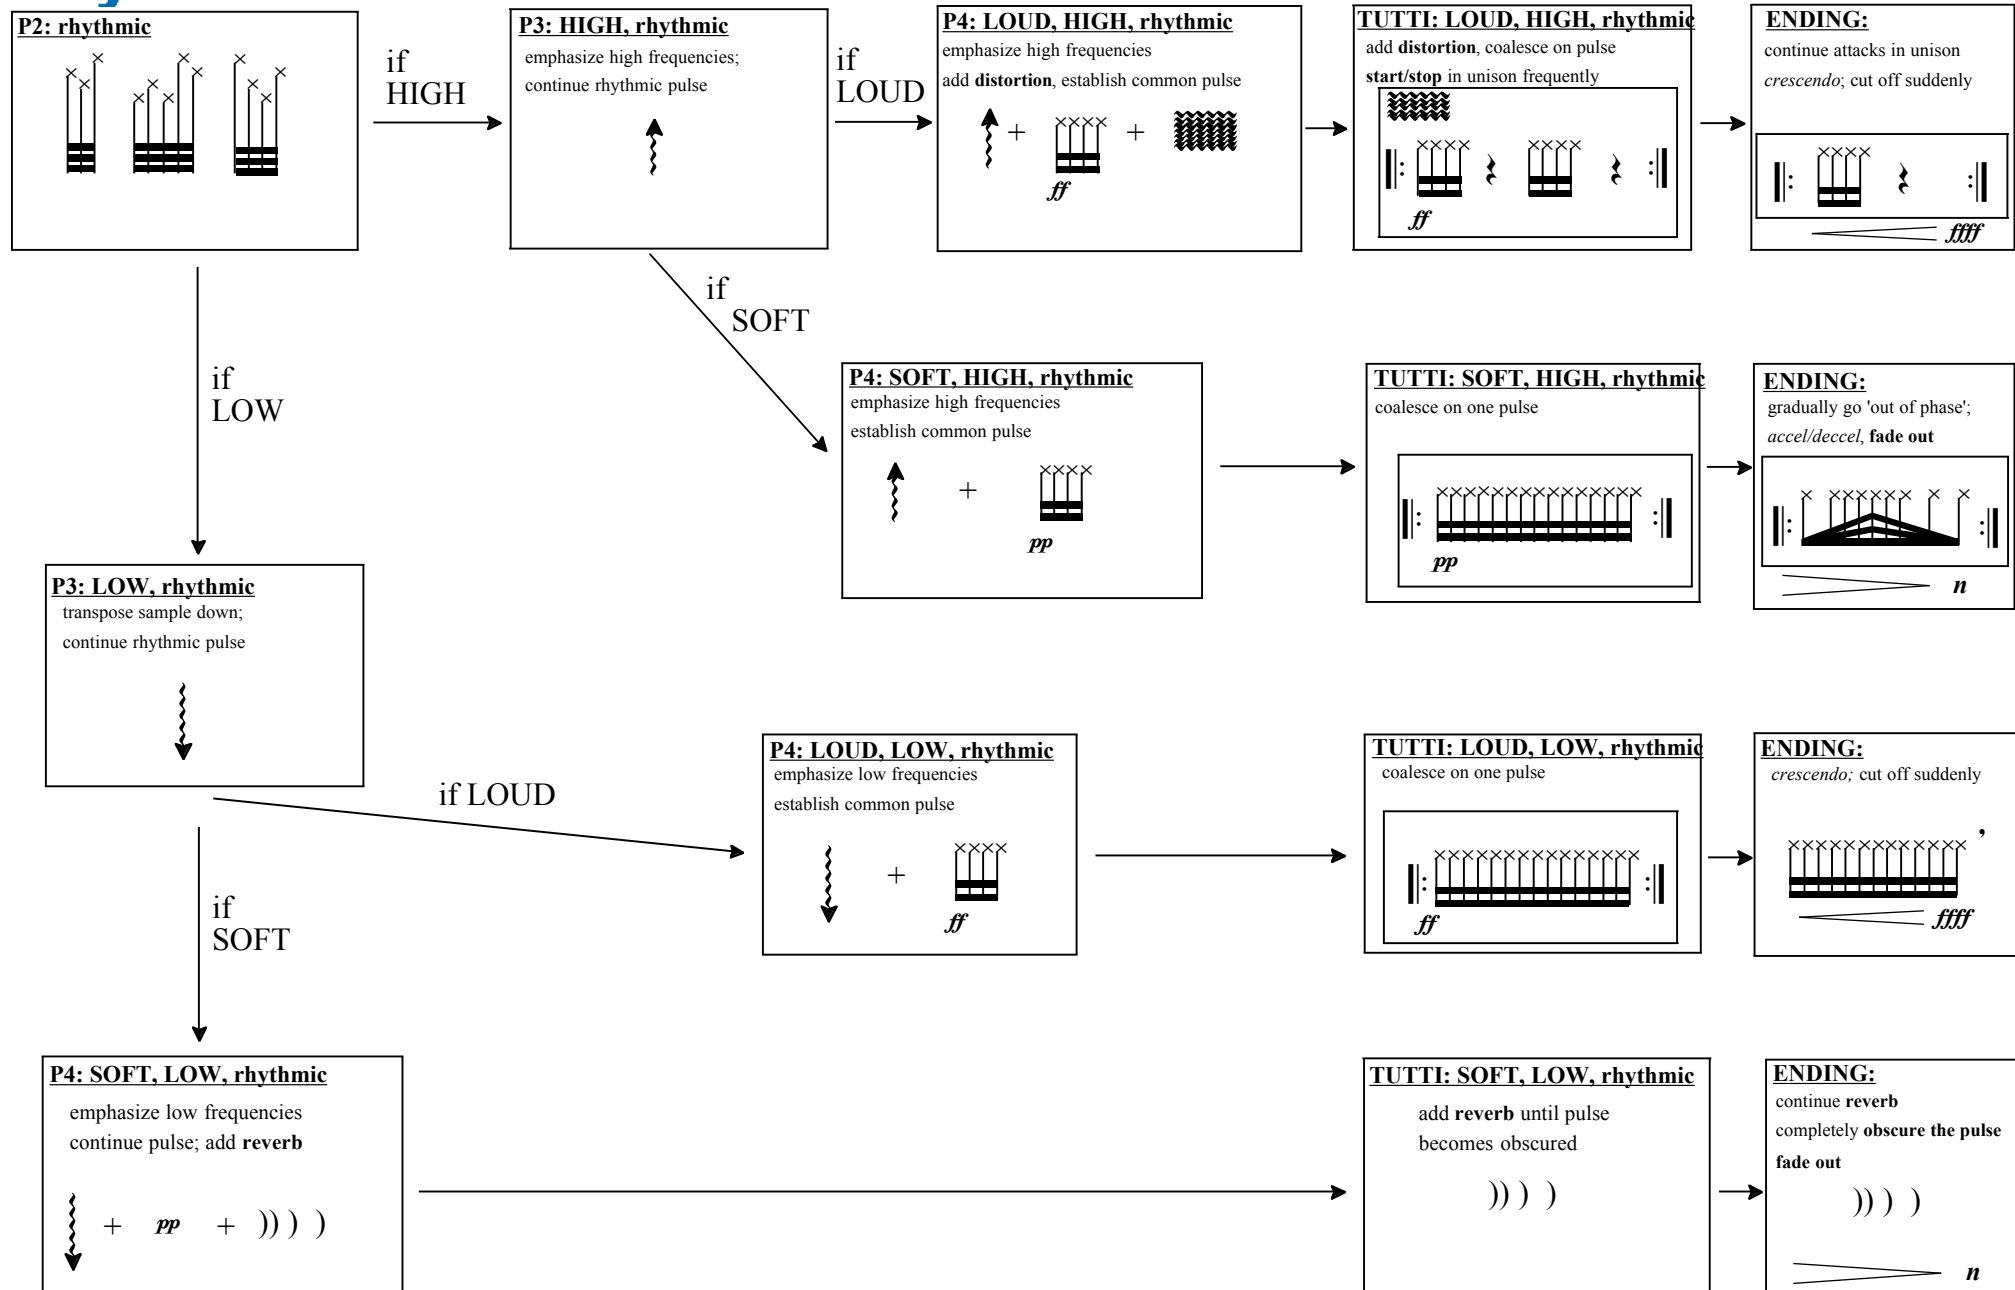 P2: rhythmic
if
HIGH
P3: HIGH, rhythmic
emphasize high frequencies;
continue rhythmic pulse
if
LOUD
P4: LOUD, HIGH, rhythmic
emphasize high frequencies
add distortion, establish common pulse
+ +
ff
TUTTI: LOUD, HIGH, rhythmic
add distortion, coalesce on pulse
start/stop in unison frequently
ff
ENDING:
continue attacks in unison
crescendo; cut off suddenly
ffff
if
SOFT
if
LOW
P4: SOFT, HIGH, rhythmic
emphasize high frequencies
establish common pulse
+
pp
TUTTI: SOFT, HIGH, rhythmic
coalesce on one pulse
pp
ENDING:
gradually go 'out of phase';
accel/deccel, fade out
n
P3: LOW, rhythmic
transpose sample down;
continue rhythmic pulse
if LOUD
P4: LOUD, LOW, rhythmic
emphasize low frequencies
establish common pulse
+
ff
TUTTI: LOUD, LOW, rhythmic
coalesce on one pulse
ff
ENDING:
crescendo; cut off suddenly
,
ffff
if
SOFT
P4: SOFT, LOW, rhythmic
emphasize low frequencies
continue pulse; add reverb
+ pp + )) ) )
TUTTI: SOFT, LOW, rhythmic
add reverb until pulse
becomes obscured
)) ) )
ENDING:
continue reverb
completely obscure the pulse
fade out
)) ) )
n